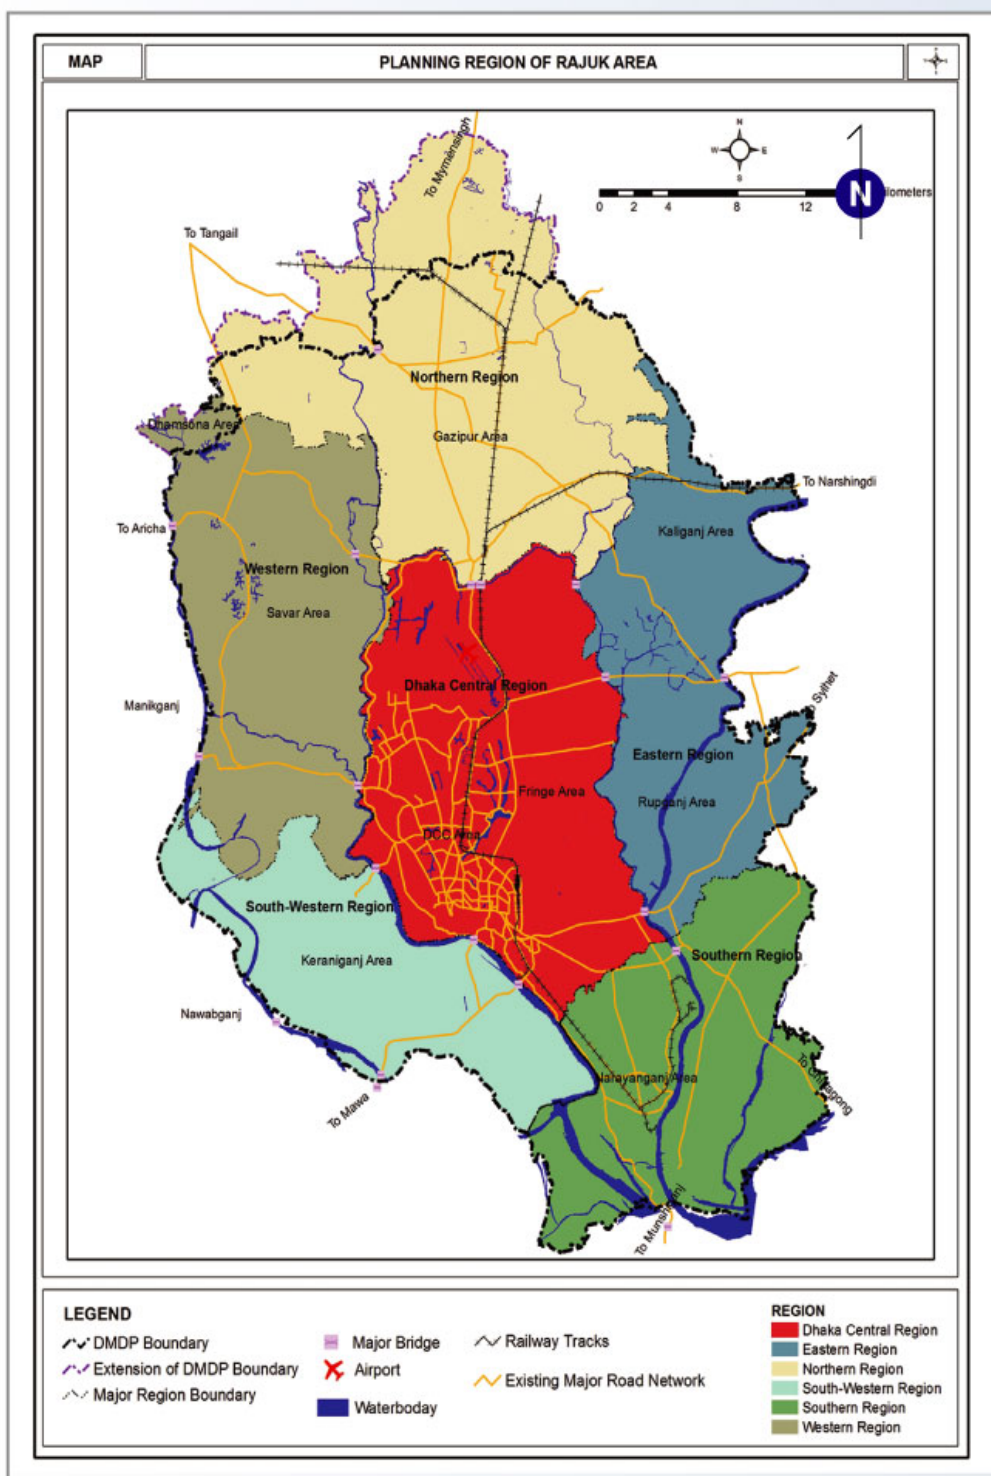 MAP
PLANNING REGION OF RAJUK AREA
N
W E
S
N
ilometers
0 2 4 8 12
To Mymensingh
To Tangail
Northern Region
Gazipur Area
Dhamsona Area
To Narshingdi
To Aricha
Kaliganj Area
Western Region
Savar Area
Dhaka Central Region
Manikganj
To Sylhet
Eastern Region
Fringe Area
Rupganj Area
DCC Area
South-Western Region
Keraniganj Area
Southern Region
Nawabganj
Narayanganj Area
To Chittagong
To Mawa
To Munshiganj
LEGEND
DMDP Boundary
Extension of DMDP Boundary
Major Region Boundary
Major Bridge
Airport
Waterboday
Railway Tracks
Existing Major Road Network
REGION
Dhaka Central Region
Eastern Region
Northern Region
South-Western Region
Southern Region
Western Region